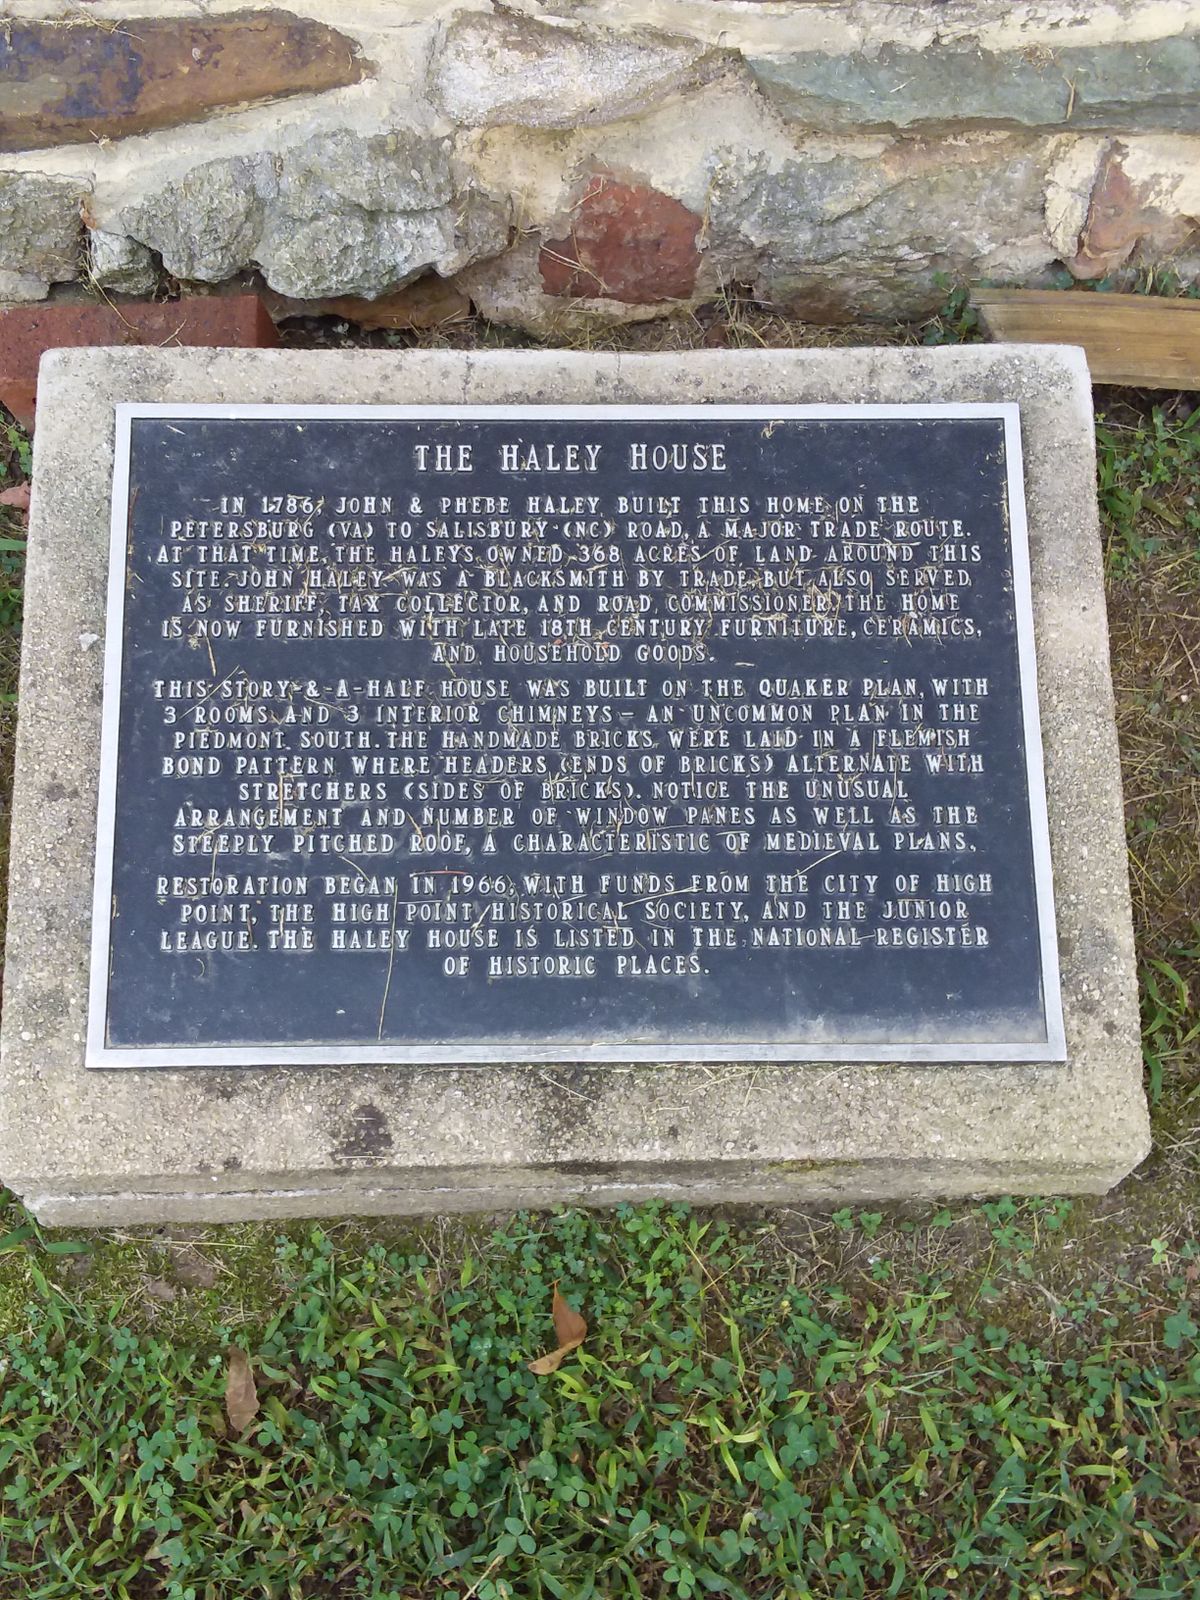 THE HALEY HOUSE
IN 1786, JOHN & PHEBE HALEY BUILT THIS HOME ON THE
PETERSBURG (VA) TO SALISBURY (NC) ROAD, A MAJOR TRADE ROUTE.
AT THAT TIME, THE HALEYS OWNED 368 ACRES OF LAND AROUND THIS
SITE. JOHN HALEY WAS A BLACKSMITH BY TRADE BUT ALSO SERVED
AS SHERIFF, TAX COLLECTOR, AND ROAD COMMISSIONER. THE HOME
IS NOW FURNISHED WITH LATE 18TH CENTURY FURNITURE, CERAMICS,
AND HOUSEHOLD GOODS.
THIS STORY-&-A-HALF HOUSE WAS BUILT ON THE QUAKER PLAN, WITH
3 ROOMS AND 3 INTERIOR CHIMNEYS – AN UNCOMMON PLAN IN THE
PIEDMONT SOUTH. THE HANDMADE BRICKS WERE LAID IN A FLEMISH
BOND PATTERN WHERE HEADERS (ENDS OF BRICKS) ALTERNATE WITH
STRETCHERS (SIDES OF BRICKS). NOTICE THE UNUSUAL
ARRANGEMENT AND NUMBER OF WINDOW PANES AS WELL AS THE
STEEPLY PITCHED ROOF, A CHARACTERISTIC OF MEDIEVAL PLANS.
RESTORATION BEGAN IN 1966, WITH FUNDS FROM THE CITY OF HIGH
POINT, THE HIGH POINT HISTORICAL SOCIETY, AND THE JUNIOR
LEAGUE. THE HALEY HOUSE IS LISTED IN THE NATIONAL REGISTER
OF HISTORIC PLACES.